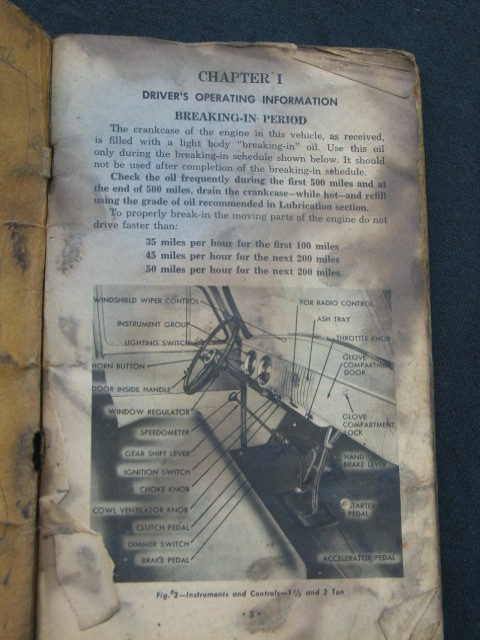 CHAPTER I
DRIVER'S OPERATING INFORMATION
BREAKING-IN PERIOD
The crankcase of the engine in this vehicle, as received,
is filled with a light body "breaking-in" oil. Use this oil
only during the breaking-in schedule shown below. It should
not be used after completion of the breaking-in schedule.
Check the oil frequently during the first 500 miles and at
the end of 500 miles, drain the crankcase—while hot—and refill
using the grade of oil recommended in Lubrication section.
To properly break-in the moving parts of the engine do not
drive faster than:
35 miles per hour for the first 100 miles
45 miles per hour for the next 200 miles
50 miles per hour for the next 200 miles
WINDSHIELD WIPER CONTROL
INSTRUMENT GROUP
LIGHTING SWITCH
HORN BUTTON
DOOR INSIDE HANDLE
WINDOW REGULATOR
SPEEDOMETER
GEAR SHIFT LEVER
IGNITION SWITCH
CHOKE KNOB
COWL VENTILATOR KNOB
CLUTCH PEDAL
DIMMER SWITCH
BRAKE PEDAL
FOR RADIO CONTROL
ASH TRAY
THROTTLE KNOB
GLOVE
COMPARTMENT
DOOR
GLOVE
COMPARTMENT
LOCK
HAND
BRAKE LEVER
STARTER
PEDAL
ACCELERATOR PEDAL
Fig. 2—Instruments and Controls—1½ and 2 Ton
• 3 •